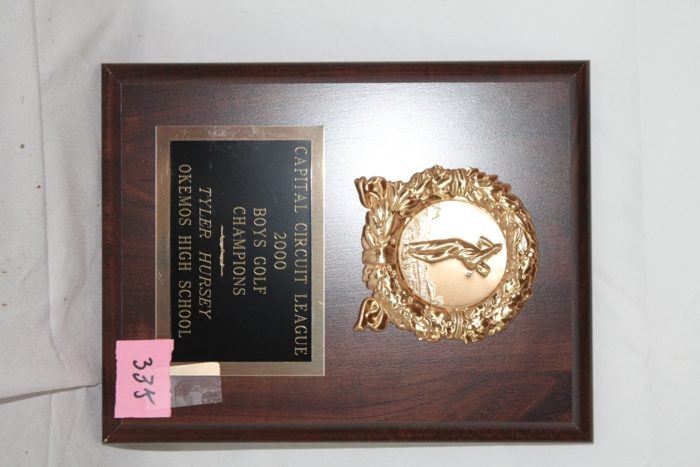 CAPITAL CIRCUIT LEAGUE
2000
BOYS GOLF
CHAMPIONS
TYLER HURSEY
OKEMOS HIGH SCHOOL
335